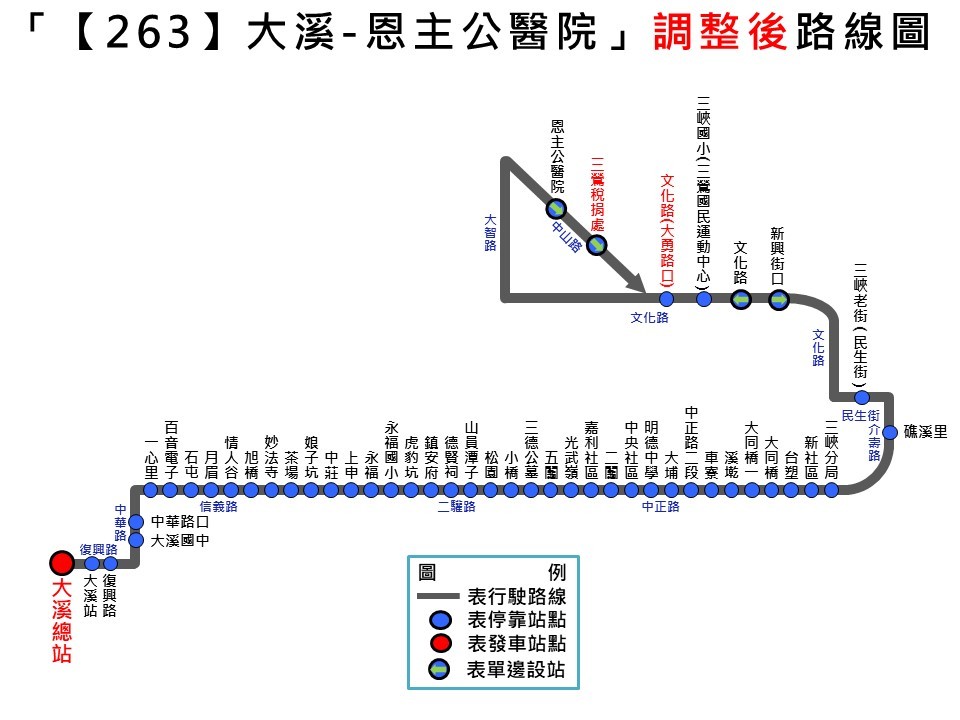 「【263】大溪-恩主公醫院」調整後路線圖
恩主公醫院
三鶯稅捐處
文化路(大勇路口)
三峽國小(三鶯國民運動中心)
文化路
新興街口
三峽老街(民生街)
大智路
中山路
文化路
文化路
民生街
介壽路
礁溪里
一心里
百音電子
石屯
月眉
情人谷
旭橋
妙法寺
茶場
娘子坑
中莊
上申
永福
永福國小
虎豹坑
鎮安府
德賢祠
山員潭子
松園
小橋
三德公墓
五鬮
光武嶺
嘉利社區
二鬮
中央社區
明德中學
大埔
中正路二段
車寮
溪墘
大同橋一
大同橋
台塑
新社區
三峽分局
信義路
二驩路
中正路
中華路
中華路口
大溪國中
復興路
大溪總站
大溪站
復興路
圖 例
表行駛路線
表停靠站點
表發車站點
表單邊設站